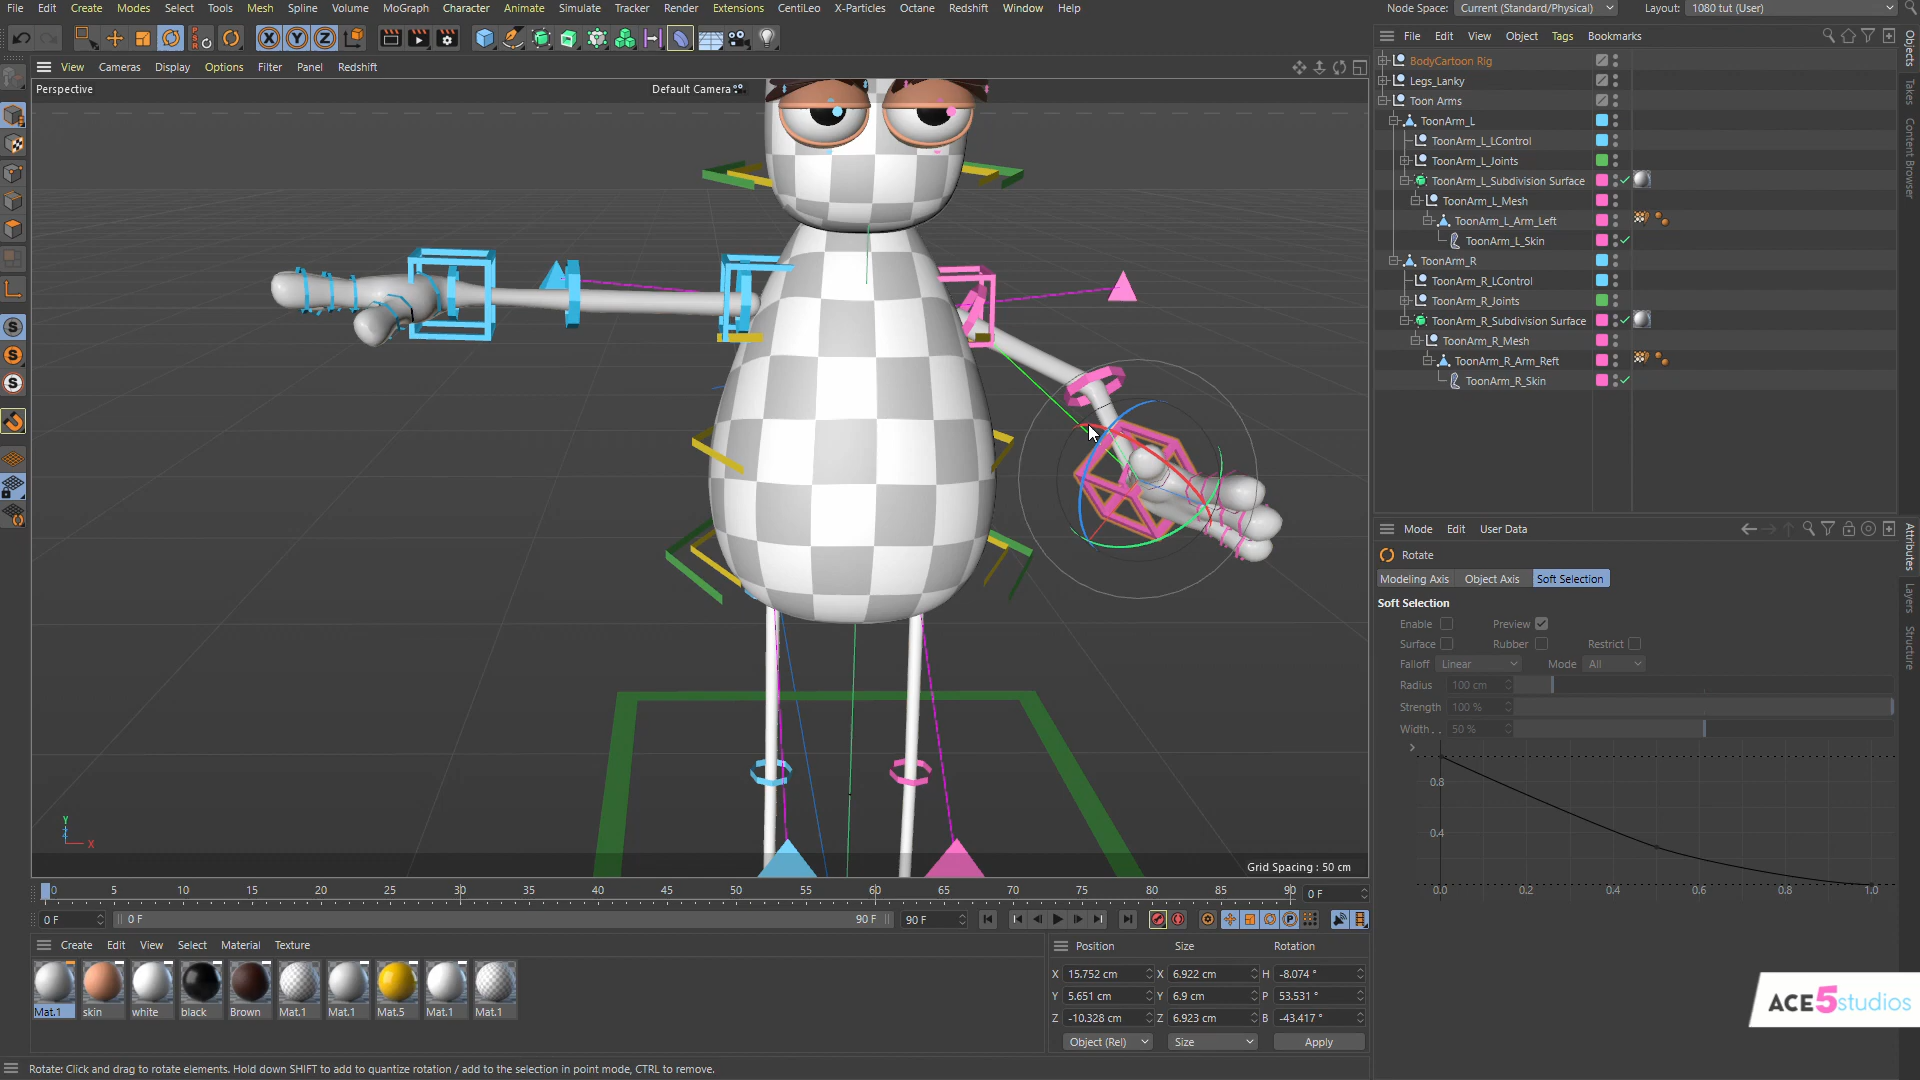 File Edit Create Modes Select Tools Mesh Spline Volume MoGraph Character Animate Simulate Tracker Render Extensions CentiLeo X-Particles Octane Redshift Window Help
Node Space: Current (Standard/Physical) Layout: 1080 tut (User)
View Cameras Display Options Filter Panel Redshift
Perspective
Default Camera
Grid Spacing : 50 cm
Y
Z
X
File Edit View Object Tags Bookmarks
BodyCartoon Rig
Legs_Lanky
Toon Arms
ToonArm_L
ToonArm_L_LControl
ToonArm_L_Joints
ToonArm_L_Subdivision Surface
ToonArm_L_Mesh
ToonArm_L_Arm_Left
ToonArm_L_Skin
ToonArm_R
ToonArm_R_LControl
ToonArm_R_Joints
ToonArm_R_Subdivision Surface
ToonArm_R_Mesh
ToonArm_R_Arm_Reft
ToonArm_R_Skin
Objects
Takes
Content Browser
Mode Edit User Data
Rotate
Modeling Axis Object Axis Soft Selection
Soft Selection
Enable Preview
Surface Rubber Restrict
Falloff Linear Mode All
Radius 100 cm
Strength 100 %
Width. . 50 %
0.8
0.4
0.0 0.2 0.4 0.6 0.8 1.0
Attributes
Layers
Structure
0 5 10 15 20 25 30 35 40 45 50 55 60 65 70 75 80 85 90 0 F
0 F 0 F 90 F 90 F
Create Edit View Select Material Texture
Mat.1 skin white black Brown Mat.1 Mat.1 Mat.5 Mat.1 Mat.1
Position Size Rotation
X 15.752 cm X 6.922 cm H -8.074 °
Y 5.651 cm Y 6.9 cm P 53.531 °
Z -10.328 cm Z 6.923 cm B -43.417 °
Object (Rel) Size Apply
ACE5studios
Rotate: Click and drag to rotate elements. Hold down SHIFT to add to quantize rotation / add to the selection in point mode, CTRL to remove.